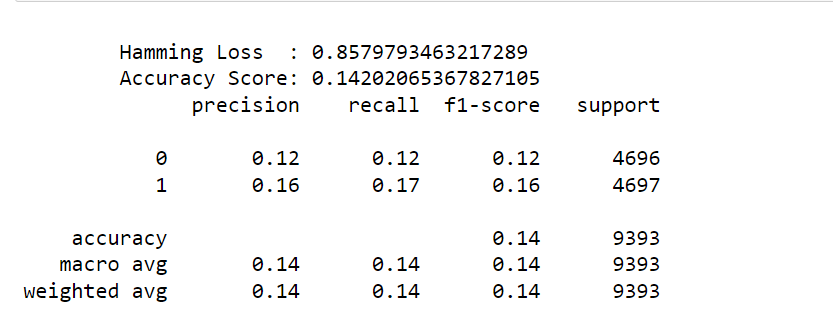 Hamming Loss : 0.8579793463217289
Accuracy Score: 0.14202065367827105
precision recall f1-score support
0 0.12 0.12 0.12 4696
1 0.16 0.17 0.16 4697
accuracy 0.14 9393
macro avg 0.14 0.14 0.14 9393
weighted avg 0.14 0.14 0.14 9393